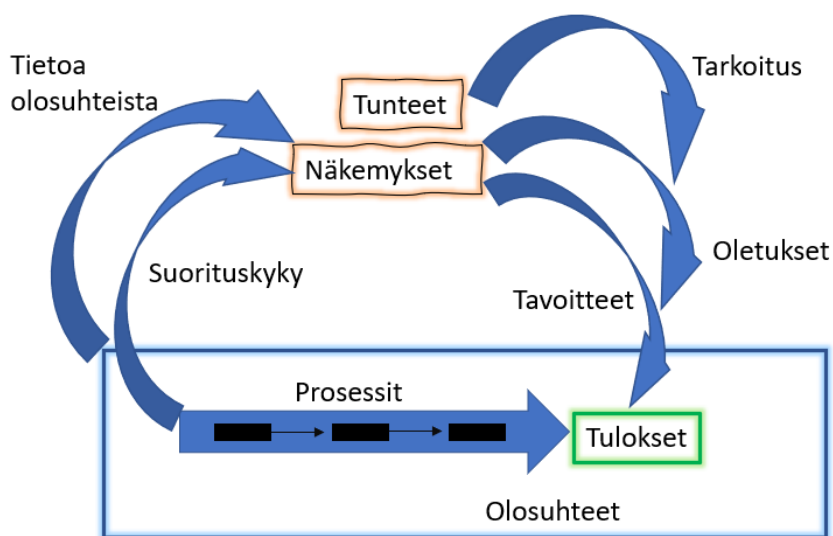 Tietoa
olosuhteista
Tunteet
Tarkoitus
Näkemykset
Suorituskyky
Oletukset
Tavoitteet
Prosessit
Tulokset
Olosuhteet